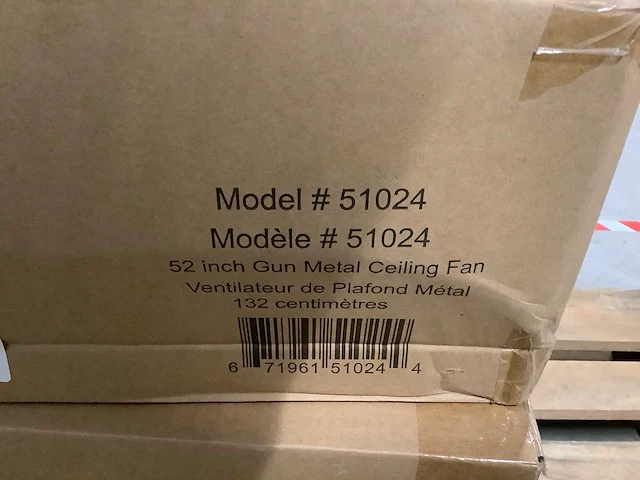 Model # 51024
Modèle # 51024
52 inch Gun Metal Ceiling Fan
Ventilateur de Plafond Métal
132 centimètres
6 71961 51024 4